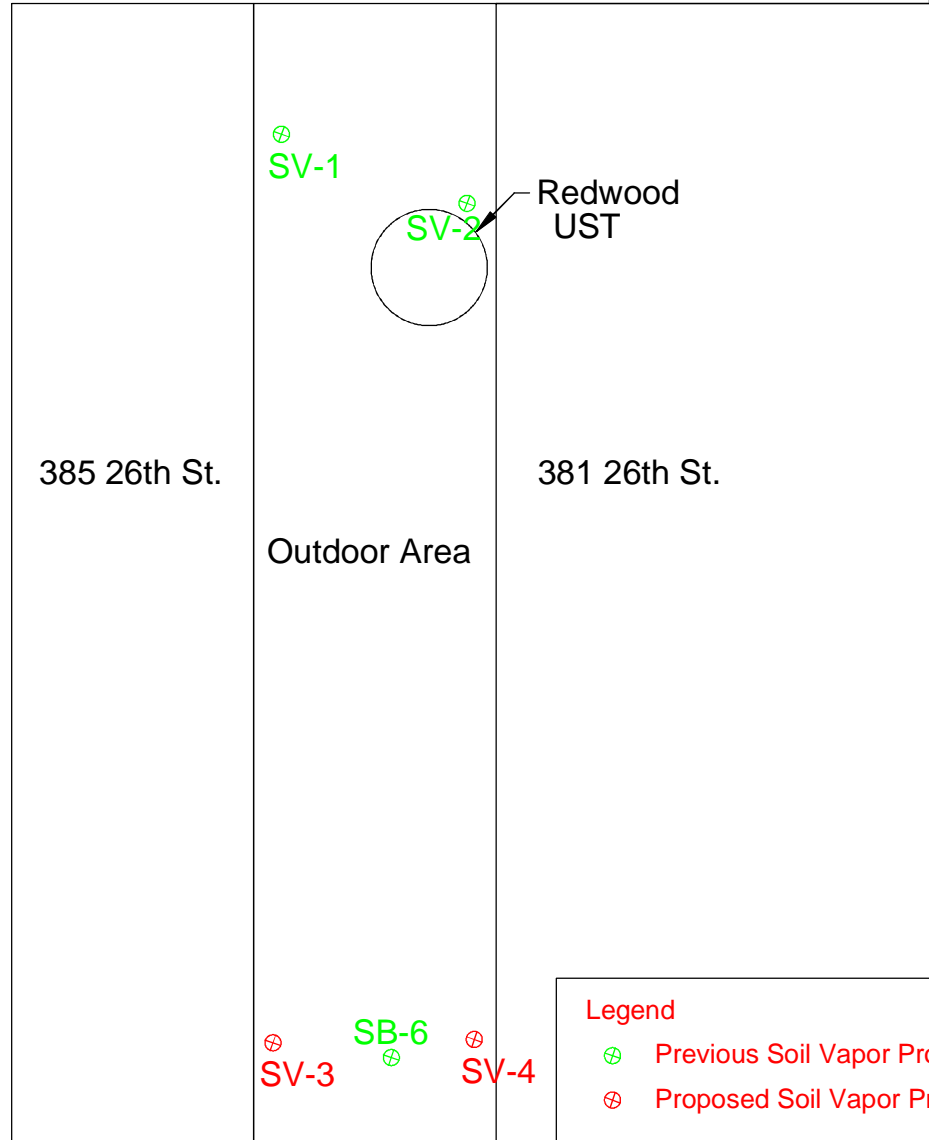 SV-1
Redwood
UST
SV-2
385 26th St.
381 26th St.
Outdoor Area
SB-6
SV-3
SV-4
Legend
Previous Soil Vapor
Proposed Soil Vapor